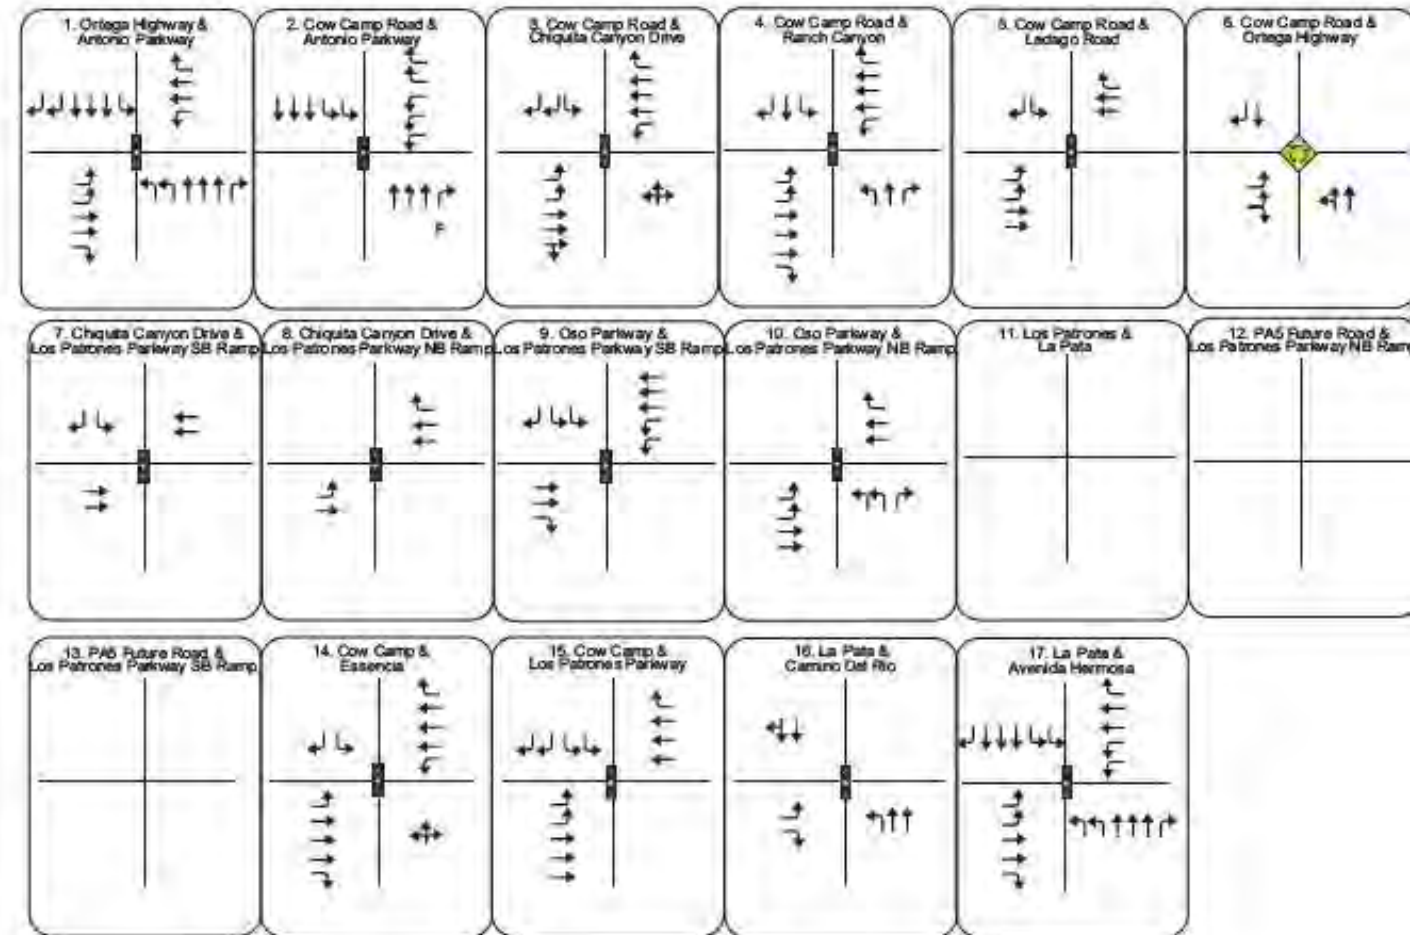 1. Ortega Highway &
Antonio Parkway
2. Cow Camp Road &
Antonio Parkway
3. Cow Camp Road &
Chiquita Canyon Drive
4. Cow Camp Road &
Ranch Canyon
5. Cow Camp Road &
Ledago Road
6. Cow Camp Road &
Ortega Highway
F
7. Chiquita Canyon Drive &
Los Patrones Parkway SB Ramp
8. Chiquita Canyon Drive &
Los Patrones Parkway NB Ramp
9. Oso Parkway &
Los Patrones Parkway SB Ramp
10. Oso Parkway &
Los Patrones Parkway NB Ramp
11. Los Patrones &
La Pata
12. PA5 Future Road &
Los Patrones Parkway NB Ramp
13. PA5 Future Road &
Los Patrones Parkway SB Ramp
14. Cow Camp &
Essencia
15. Cow Camp &
Los Patrones Parkway
16. La Pata &
Camino Del Rio
17. La Pata &
Avenida Hermosa